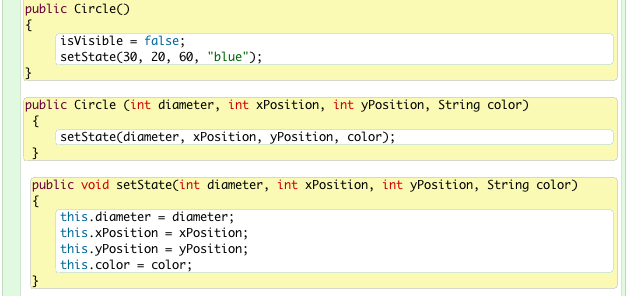 public Circle()
{
isVisible = false;
setState(30, 20, 60, "blue");
}
public Circle (int diameter, int xPosition, int yPosition, String color)
{
setState(diameter, xPosition, yPosition, color);
}
public void setState(int diameter, int xPosition, int yPosition, String color)
{
this.diameter = diameter;
this.xPosition = xPosition;
this.yPosition = yPosition;
this.color = color;
}